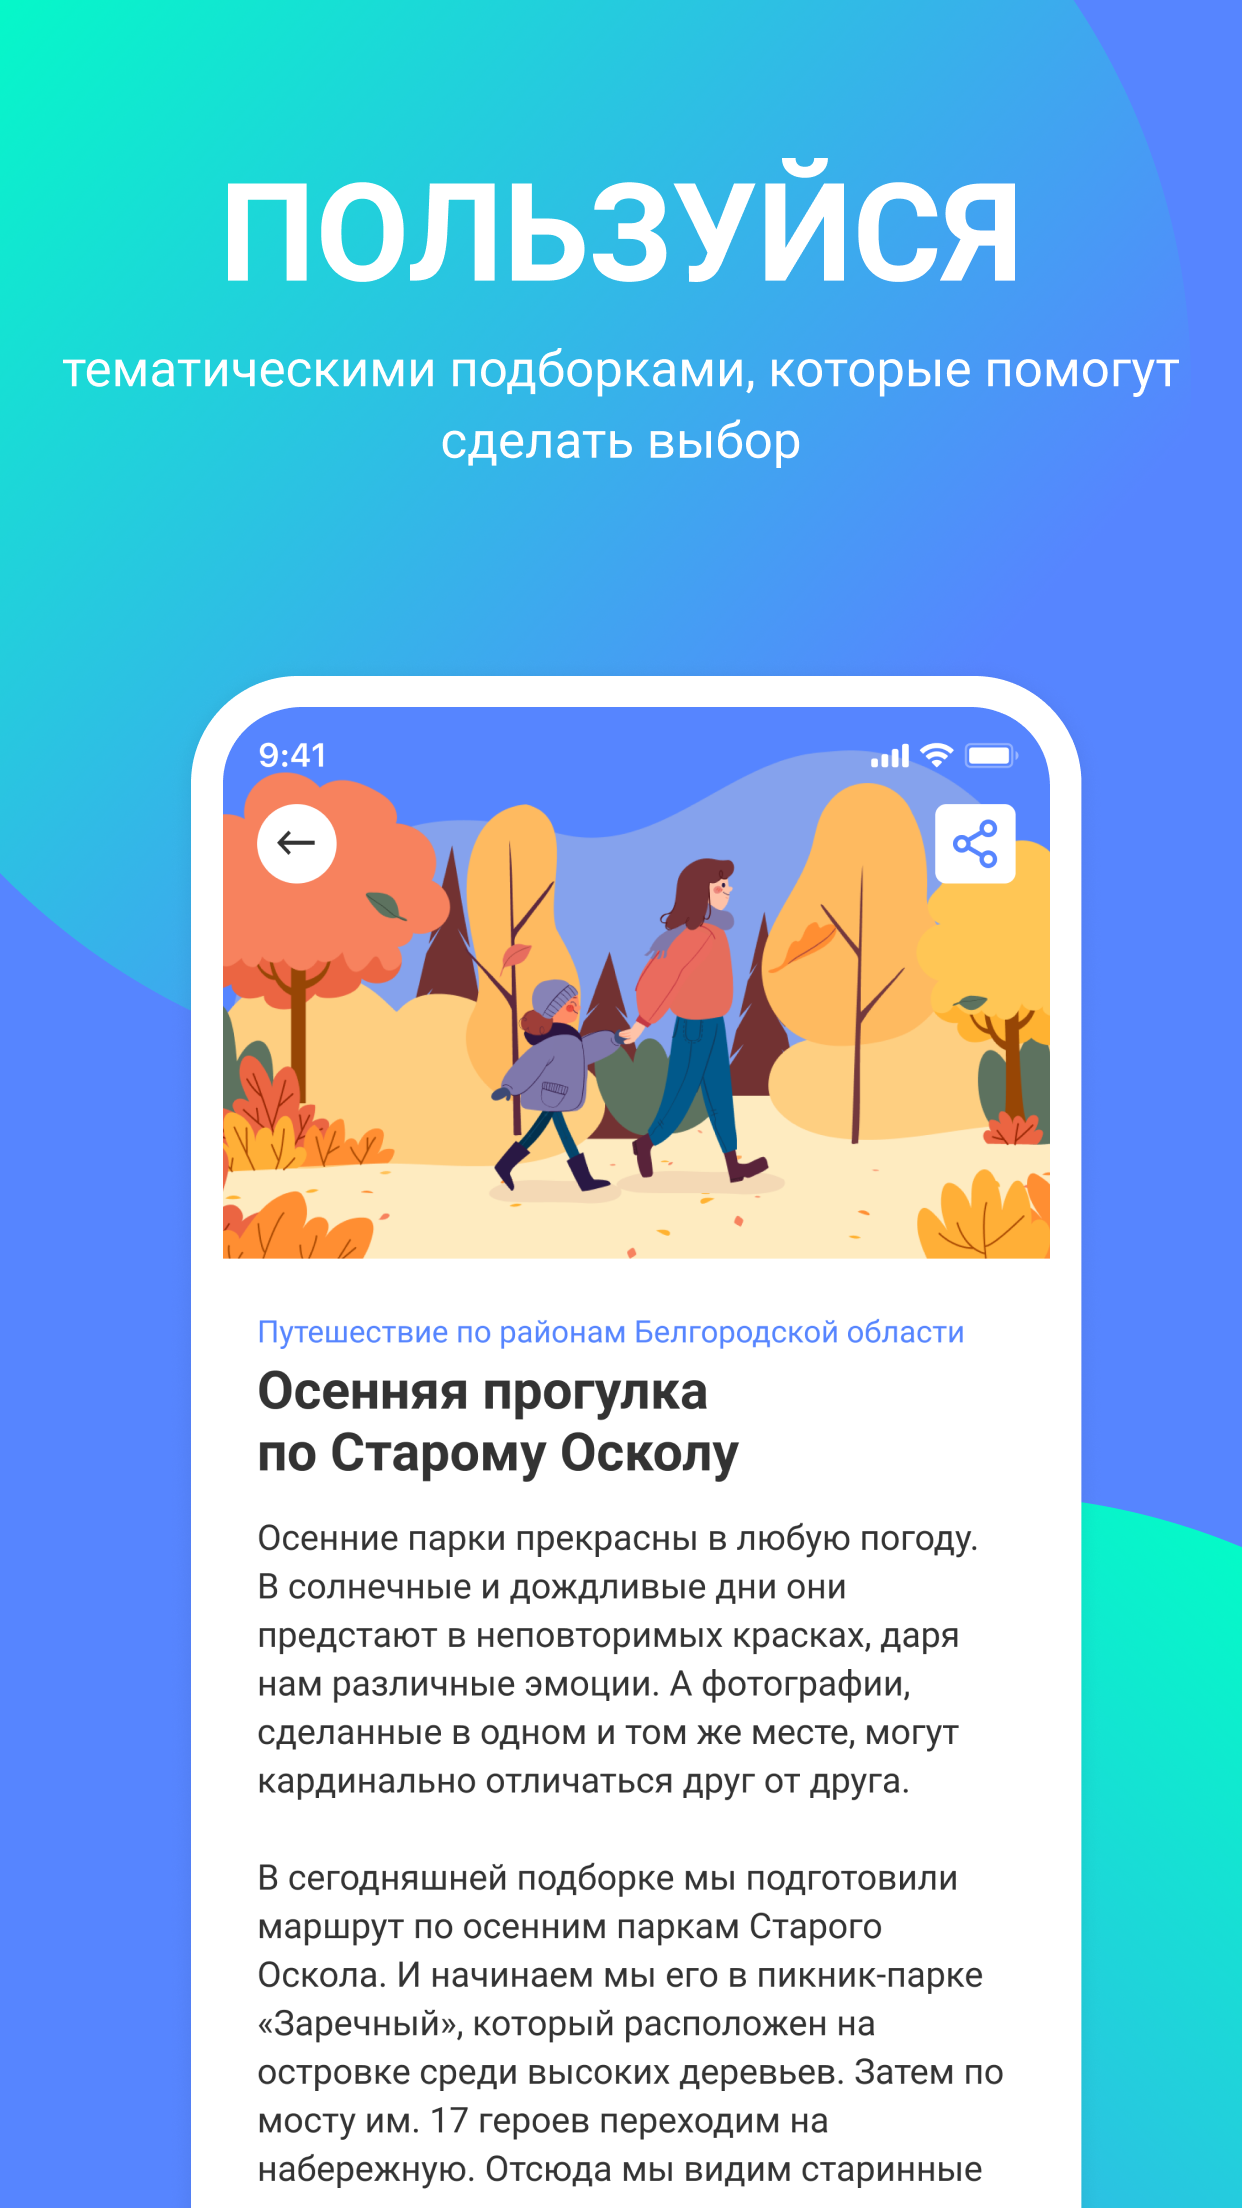 ПОЛЬЗУЙСЯ
тематическими подборками, которые помогут
сделать выбор
9:41
Путешествие по районам Белгородской области
Осенняя прогулка
по Старому Осколу
Осенние парки прекрасны в любую погоду.
В солнечные и дождливые дни они
предстают в неповторимых красках, даря
нам различные эмоции. А фотографии,
сделанные в одном и том же месте, могут
кардинально отличаться друг от друга.
В сегодняшней подборке мы подготовили
маршрут по осенним паркам Старого
Оскола. И начинаем мы его в пикник-парке
«Заречный», который расположен на
островке среди высоких деревьев. Затем по
мосту им. 17 героев переходим на
набережную. Отсюда мы видим старинные